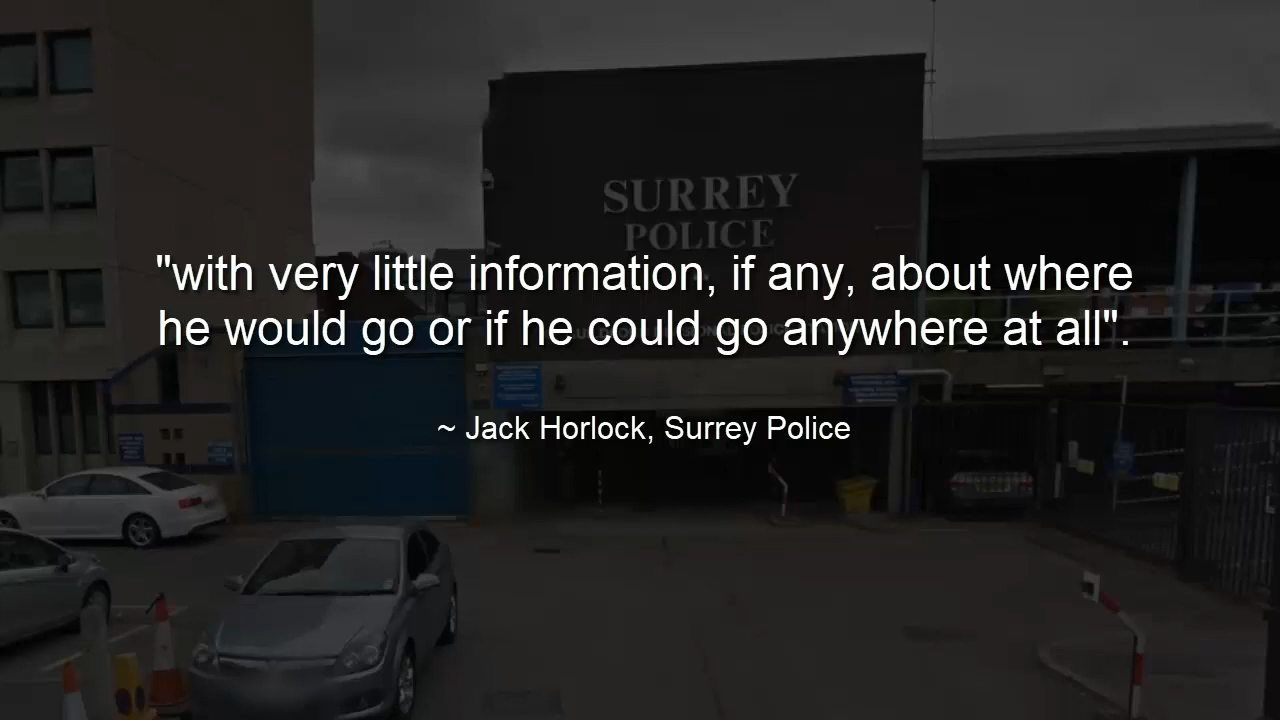 SURREY
POLICE
"with very little information, if any, about where
he would go or if he could go anywhere at all".
~ Jack Horlock, Surrey Police